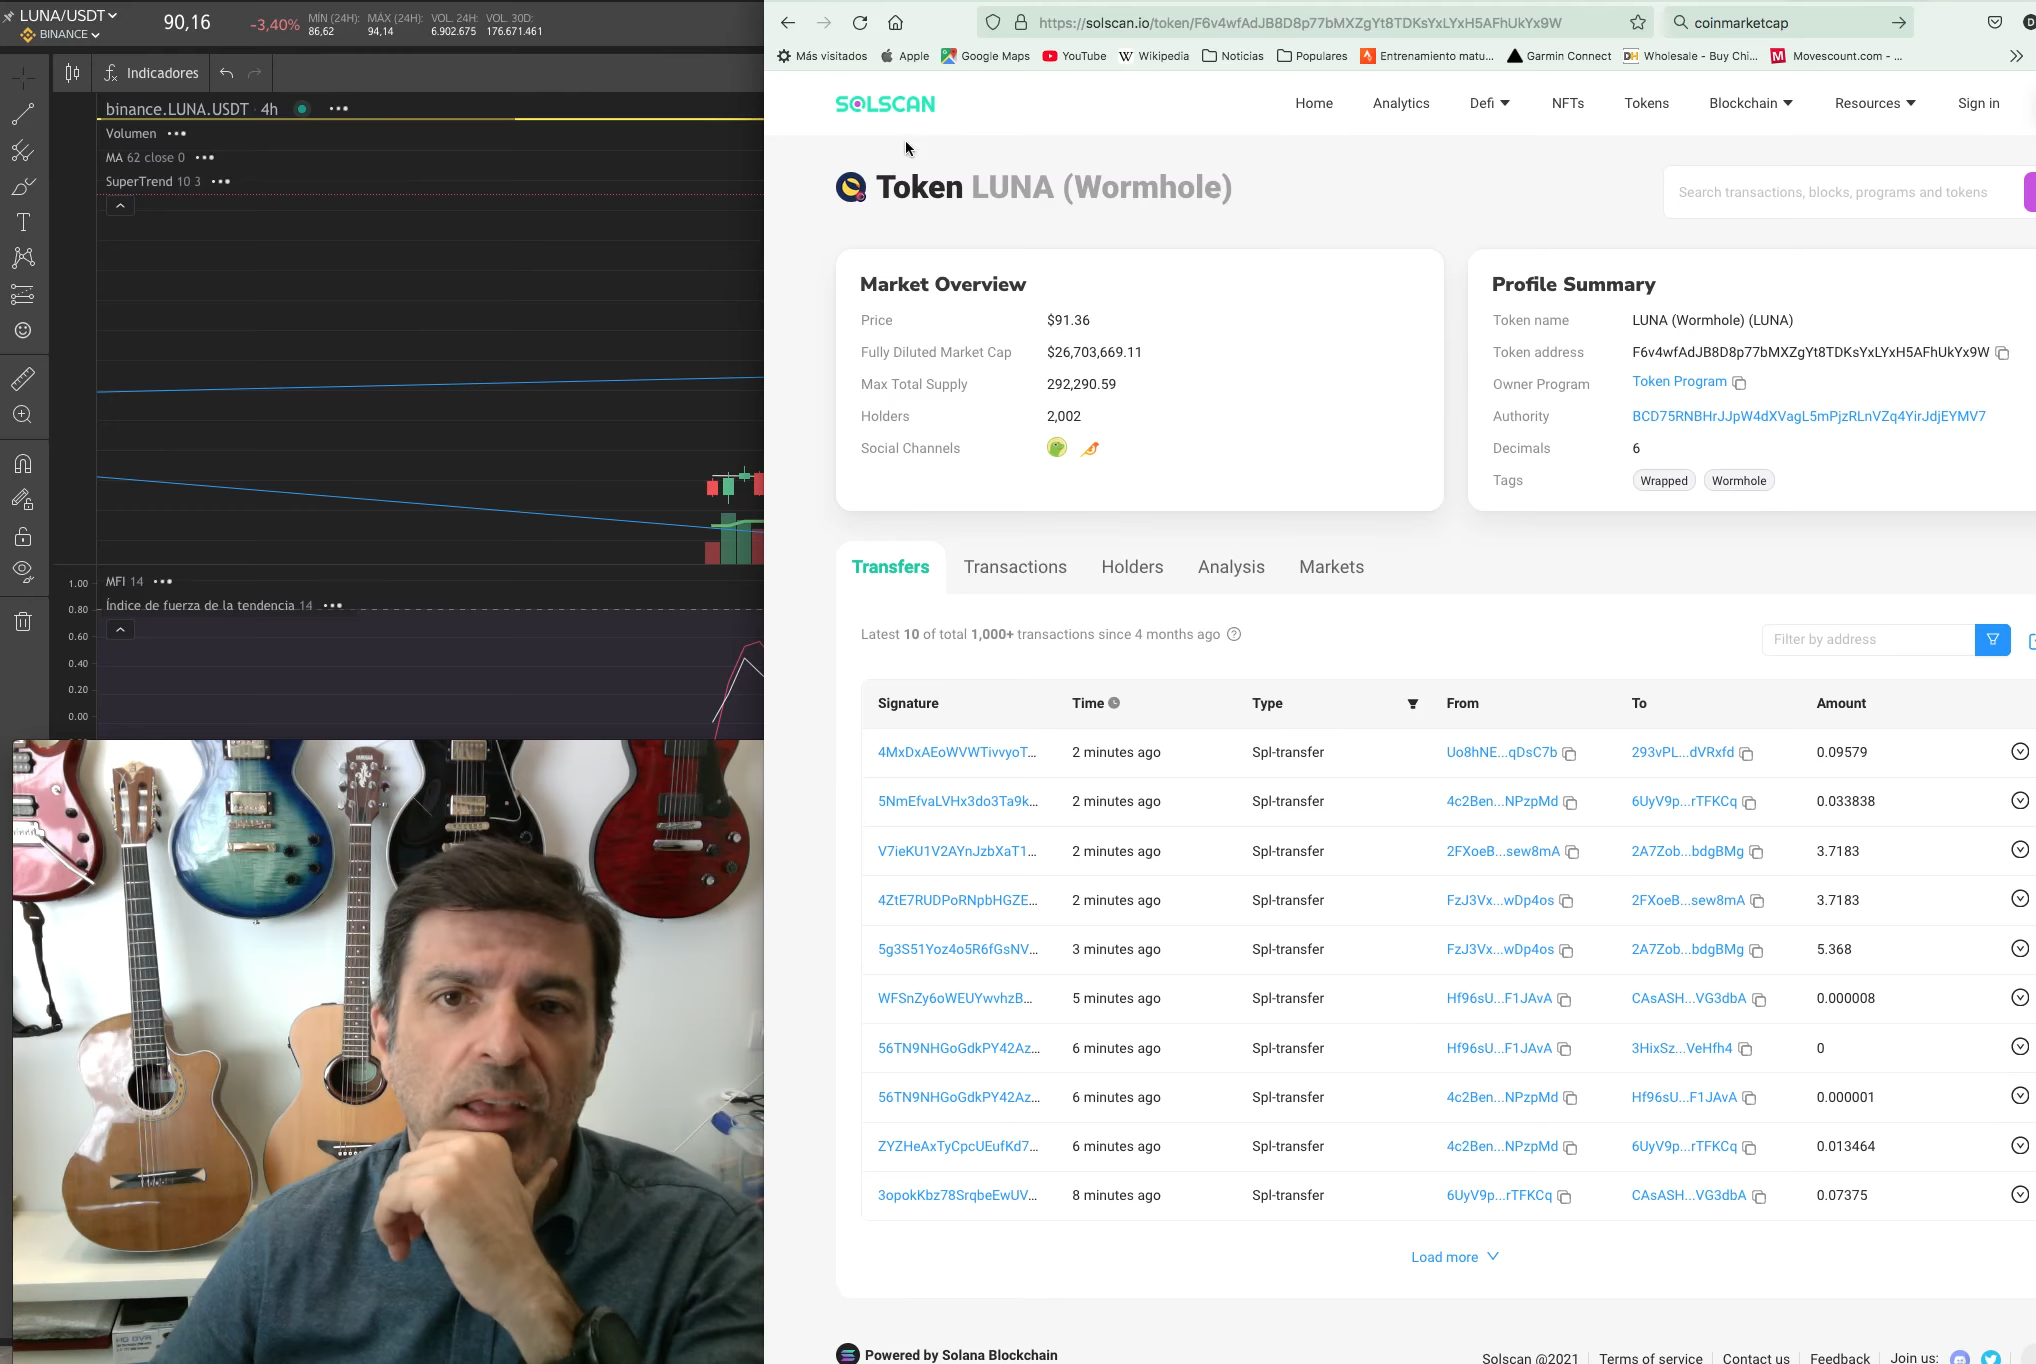 LUNA/USDT
BINANCE
90,16
-3,40%
MÍN (24H):
86,62
MÁX (24H):
94,14
VOL. 24H:
6.902.675
VOL. 30D:
176.671.461
Indicadores
binance.LUNA.USDT · 4h
Volumen
MA 62 close 0
SuperTrend 10 3
MFI 14
Índice de fuerza de la tendencia 14
1.00
0.80
0.60
0.40
0.20
0.00
YAMAHA
https://solscan.io/token/F6v4wfAdJB8D8p77bMXZgYt8TDKsYxLYxH5AFhUkYx9W
coinmarketcap
Más visitados
Apple
Google Maps
YouTube
Wikipedia
Noticias
Populares
Entrenamiento matu...
Garmin Connect
Wholesale - Buy Chi...
Movescount.com - ...
SOLSCAN
Home
Analytics
Defi
NFTs
Tokens
Blockchain
Resources
Sign in
Token LUNA (Wormhole)
Search transactions, blocks, programs and tokens
Market Overview
Price $91.36
Fully Diluted Market Cap $26,703,669.11
Max Total Supply 292,290.59
Holders 2,002
Social Channels
Profile Summary
Token name LUNA (Wormhole) (LUNA)
Token address F6v4wfAdJB8D8p77bMXZgYt8TDKsYxLYxH5AFhUkYx9W
Owner Program Token Program
Authority BCD75RNBHrJJpW4dXVagL5mPjzRLnVZq4YirJdjEYMV7
Decimals 6
Tags Wrapped Wormhole
Transfers
Transactions
Holders
Analysis
Markets
Latest 10 of total 1,000+ transactions since 4 months ago
Filter by address
Signature Time Type From To Amount
4MxDxAEoWVWTivvyoT... 2 minutes ago Spl-transfer Uo8hNE...qDsC7b 293vPL...dVRxfd 0.09579
5NmEfvaLVHx3do3Ta9k... 2 minutes ago Spl-transfer 4c2Ben...NPzpMd 6UyV9p...rTFKCq 0.033838
V7ieKU1V2AYnJzbXaT1... 2 minutes ago Spl-transfer 2FXoeB...sew8mA 2A7Zob...bdgBMg 3.7183
4ZtE7RUDPoRNpbHGZE... 2 minutes ago Spl-transfer FzJ3Vx...wDp4os 2FXoeB...sew8mA 3.7183
5g3S51Yoz4o5R6fGsNV... 3 minutes ago Spl-transfer FzJ3Vx...wDp4os 2A7Zob...bdgBMg 5.368
WFSnZy6oWEUYwvhzB... 5 minutes ago Spl-transfer Hf96sU...F1JAvA CAsASH...VG3dbA 0.000008
56TN9NHGoGdkPY42Az... 6 minutes ago Spl-transfer Hf96sU...F1JAvA 3HixSz...VeHfh4 0
56TN9NHGoGdkPY42Az... 6 minutes ago Spl-transfer 4c2Ben...NPzpMd Hf96sU...F1JAvA 0.000001
ZYZHeAxTyCpcUEufKd7... 6 minutes ago Spl-transfer 4c2Ben...NPzpMd 6UyV9p...rTFKCq 0.013464
3opokKbz78SrqbeEwUV... 8 minutes ago Spl-transfer 6UyV9p...rTFKCq CAsASH...VG3dbA 0.07375
Load more
Powered by Solana Blockchain
Solscan @2021
Terms of service
Contact us
Feedback
Join us: